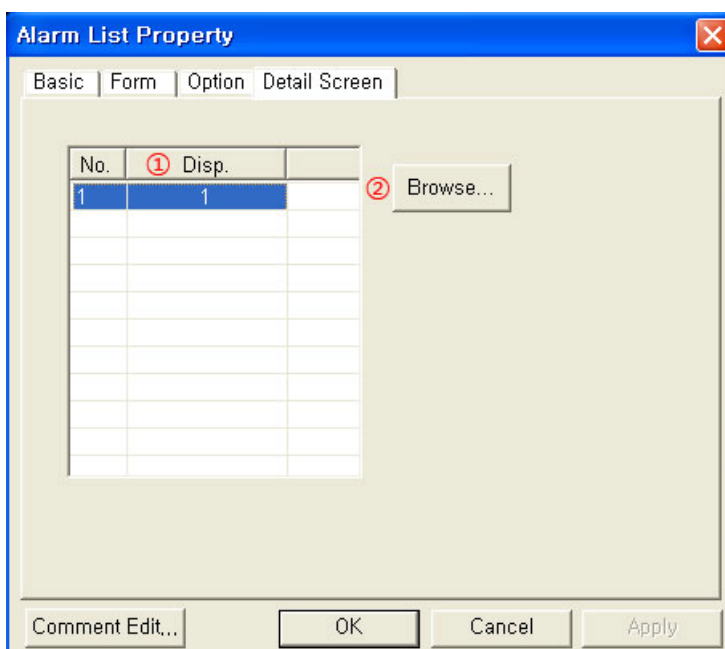 Alarm List Property
Basic Form Option Detail Screen
No. ① Disp.
1 1
② Browse...
Comment Edit,,, OK Cancel Apply